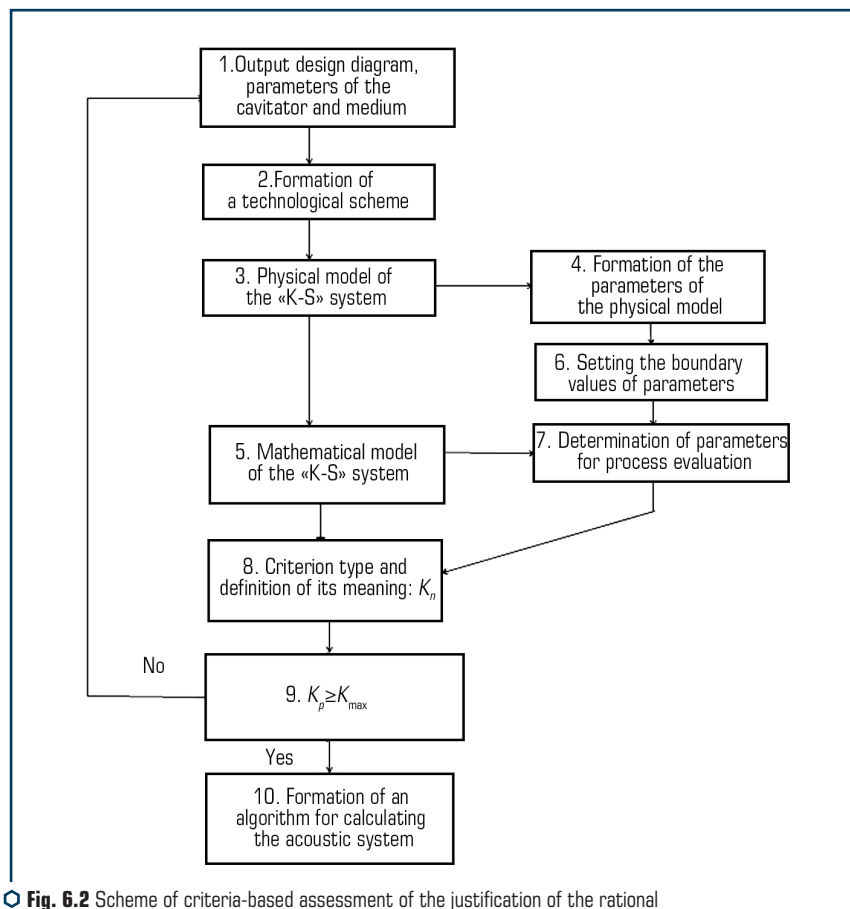 1.Output design diagram,
parameters of the
cavitator and medium
2.Formation of
a technological scheme
3. Physical model of
the «K-S» system
4. Formation of the
parameters of
the physical model
6. Setting the boundary
values of parameters
5. Mathematical model
of the «K-S» system
7. Determination of parameters
for process evaluation
8. Criterion type and
definition of its meaning: Kn
No
9. Kp≥Kmax
Yes
10. Formation of an
algorithm for calculating
the acoustic system
Fig. 6.2 Scheme of criteria-based assessment of the justification of the rational